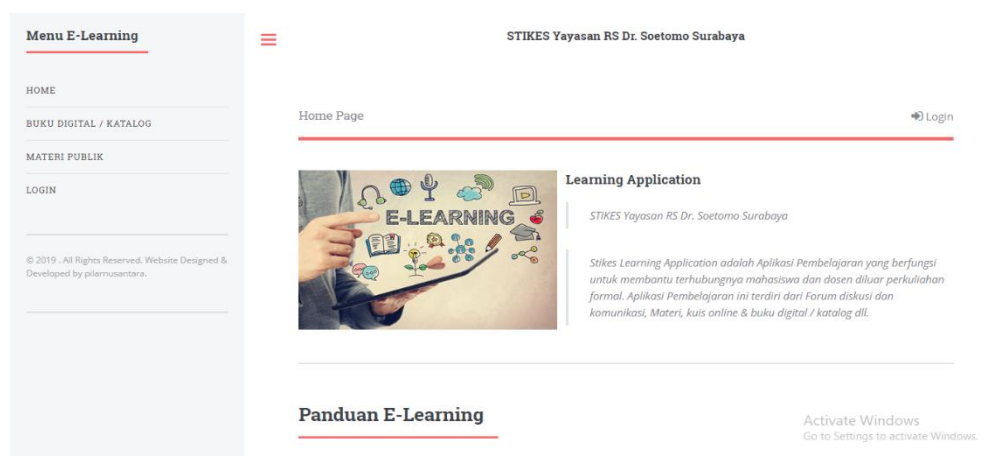 Menu E-Learning
HOME
BUKU DIGITAL / KATALOG
MATERI PUBLIK
LOGIN
© 2019 . All Rights Reserved. Website Designed &
Developed by pilarnusantara.
STIKES Yayasan RS Dr. Soetomo Surabaya
Home Page
Login
E-LEARNING
Learning Application
STIKES Yayasan RS Dr. Soetomo Surabaya
Stikes Learning Application adalah Aplikasi Pembelajaran yang berfungsi
untuk membantu terhubungnya mahasiswa dan dosen diluar perkuliahan
formal. Aplikasi Pembelajaran ini terdiri dari Forum diskusi dan
komunikasi, Materi, kuis online & buku digital / katalog dll.
Panduan E-Learning
Activate Windows
Go to Settings to activate Windows.